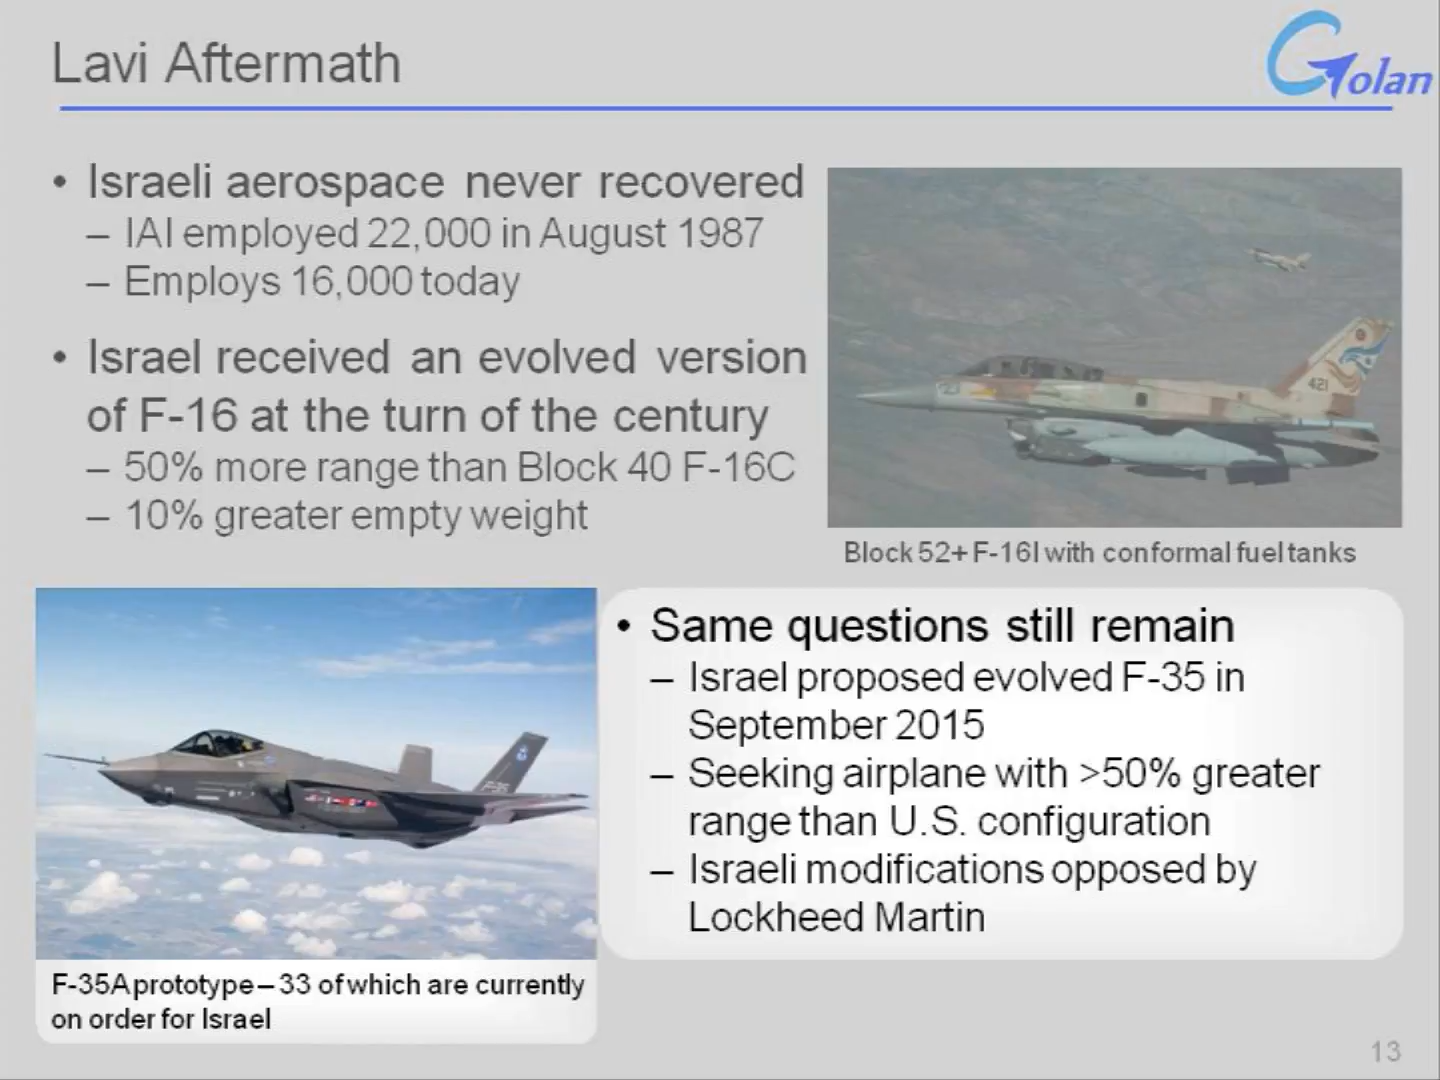 Lavi Aftermath
Golan
• Israeli aerospace never recovered
– IAI employed 22,000 in August 1987
– Employs 16,000 today
• Israel received an evolved version
of F-16 at the turn of the century
– 50% more range than Block 40 F-16C
– 10% greater empty weight
421
Block 52+ F-16I with conformal fuel tanks
• Same questions still remain
– Israel proposed evolved F-35 in
September 2015
– Seeking airplane with >50% greater
range than U.S. configuration
– Israeli modifications opposed by
Lockheed Martin
F-35
F-35A prototype – 33 of which are currently
on order for Israel
13